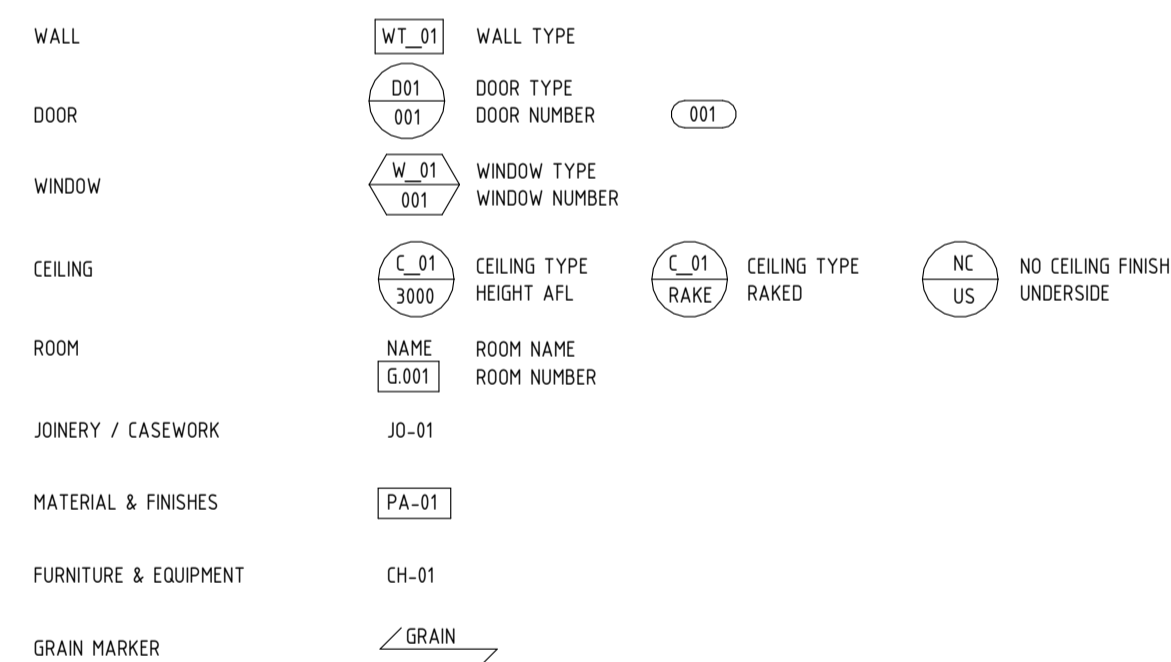 WALL WT_01 WALL TYPE
D01 DOOR TYPE
DOOR 001 DOOR NUMBER 001
W_01 WINDOW TYPE
WINDOW 001 WINDOW NUMBER
CEILING C_01 CEILING TYPE C_01 CEILING TYPE NC NO CEILING FINISH
3000 HEIGHT AFL RAKE RAKED US UNDERSIDE
ROOM NAME ROOM NAME
G.001 ROOM NUMBER
JOINERY / CASEWORK JO-01
MATERIAL & FINISHES PA-01
FURNITURE & EQUIPMENT CH-01
GRAIN MARKER GRAIN